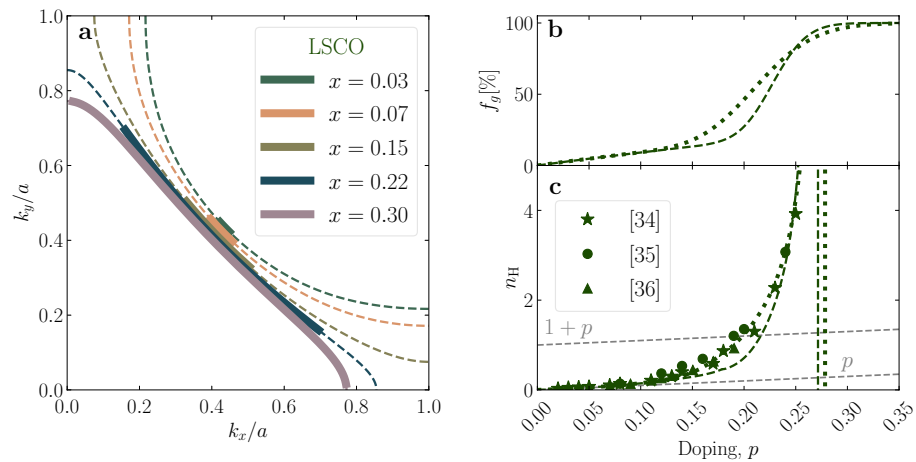 a
LSCO
x = 0.03
x = 0.07
x = 0.15
x = 0.22
x = 0.30
1.0
0.8
0.6
0.4
0.2
0.0
k_y/a
0.0 0.2 0.4 0.6 0.8 1.0
k_x/a
b
100
50
0
f_g[%]
c
[34]
[35]
[36]
1 + p
p
4
2
0
n_H
0.00 0.05 0.10 0.15 0.20 0.25 0.30 0.35
Doping, p